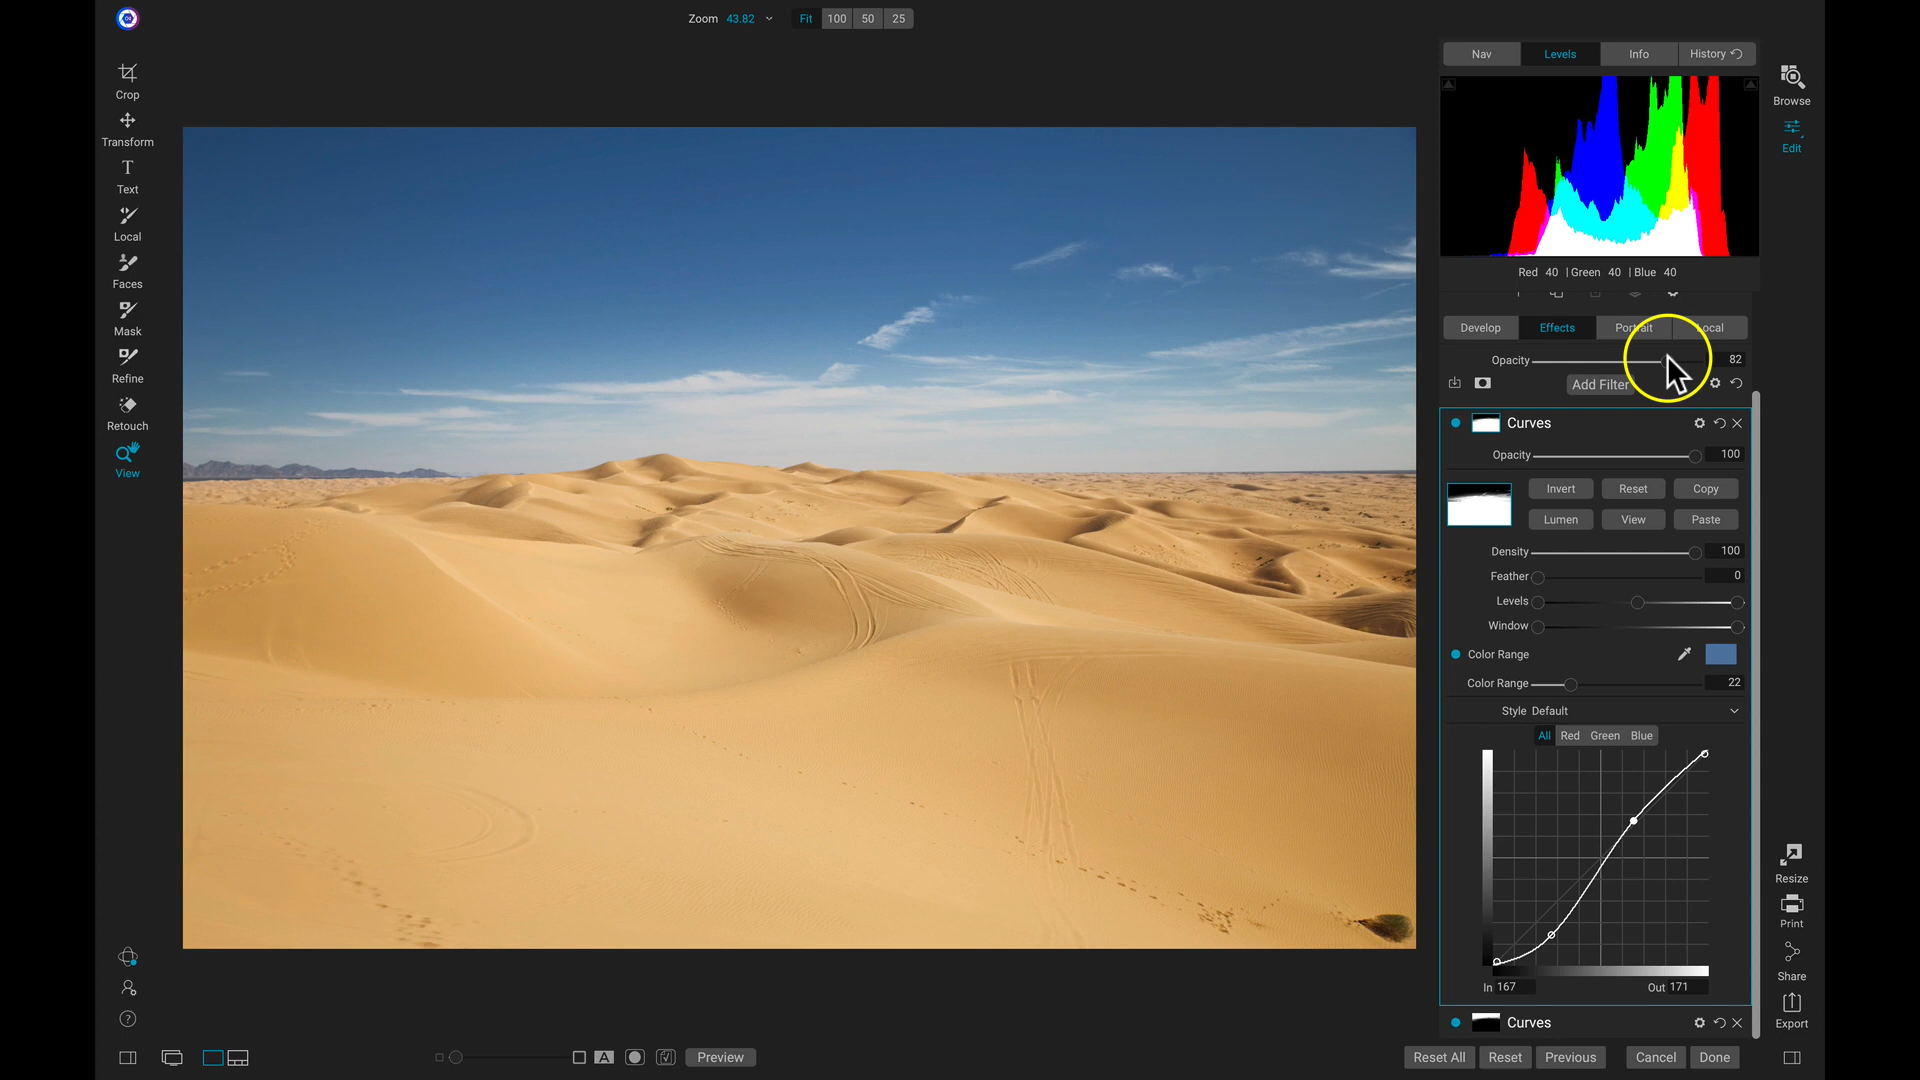 Zoom 43.82 Fit 100 50 25
Crop
Transform
Text
Local
Faces
Mask
Refine
Retouch
View
Nav Levels Info History
Red 40 | Green 40 | Blue 40
Develop Effects Portrait Local
Opacity 82
Add Filter
Curves
Opacity 100
Invert Reset Copy
Lumen View Paste
Density 100
Feather 0
Levels
Window
Color Range
Color Range 22
Style Default
All Red Green Blue
In 167 Out 171
Curves
Browse
Edit
Resize
Print
Share
Export
A Preview
Reset All Reset Previous Cancel Done